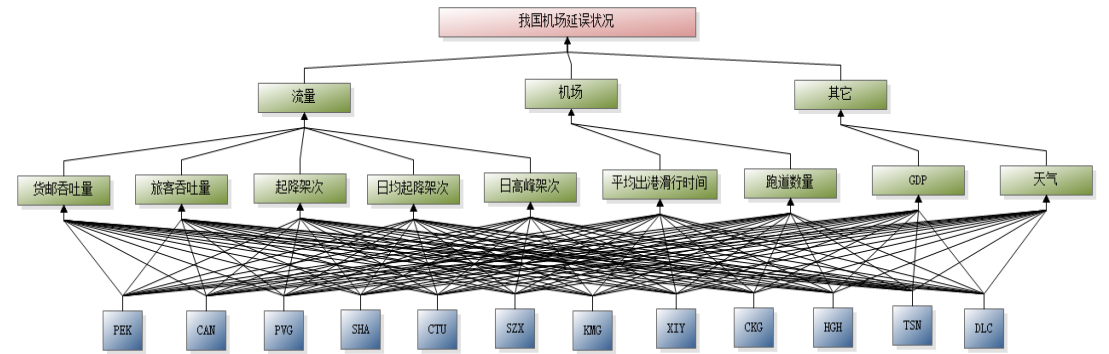 我国机场延误状况
流量
机场
其它
货邮吞吐量
旅客吞吐量
起降架次
日均起降架次
日高峰架次
平均出港滑行时间
跑道数量
GDP
天气
PEK
CAN
PVG
SHA
CTU
SZX
KMG
XIY
CKG
HGH
TSN
DLC